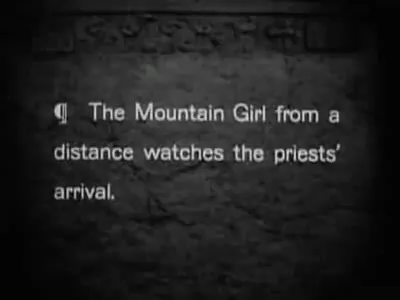 ¶ The Mountain Girl from a
distance watches the priests'
arrival.